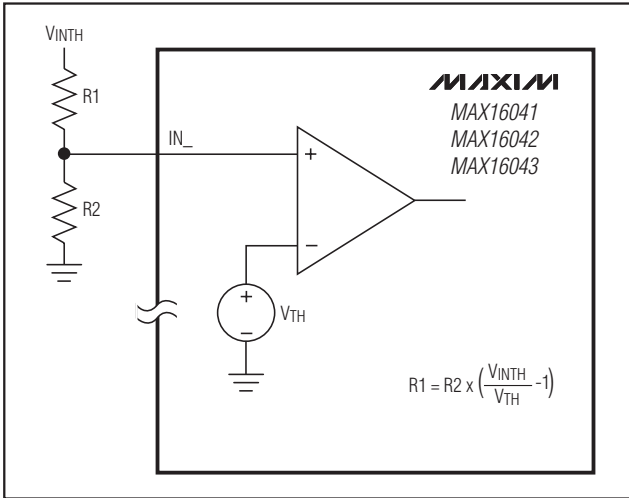 VINTH
R1
MAXIM
MAX16041
MAX16042
MAX16043
IN_
+
−
R2
+
−
VTH
R1 = R2 x (VINTH/VTH -1)